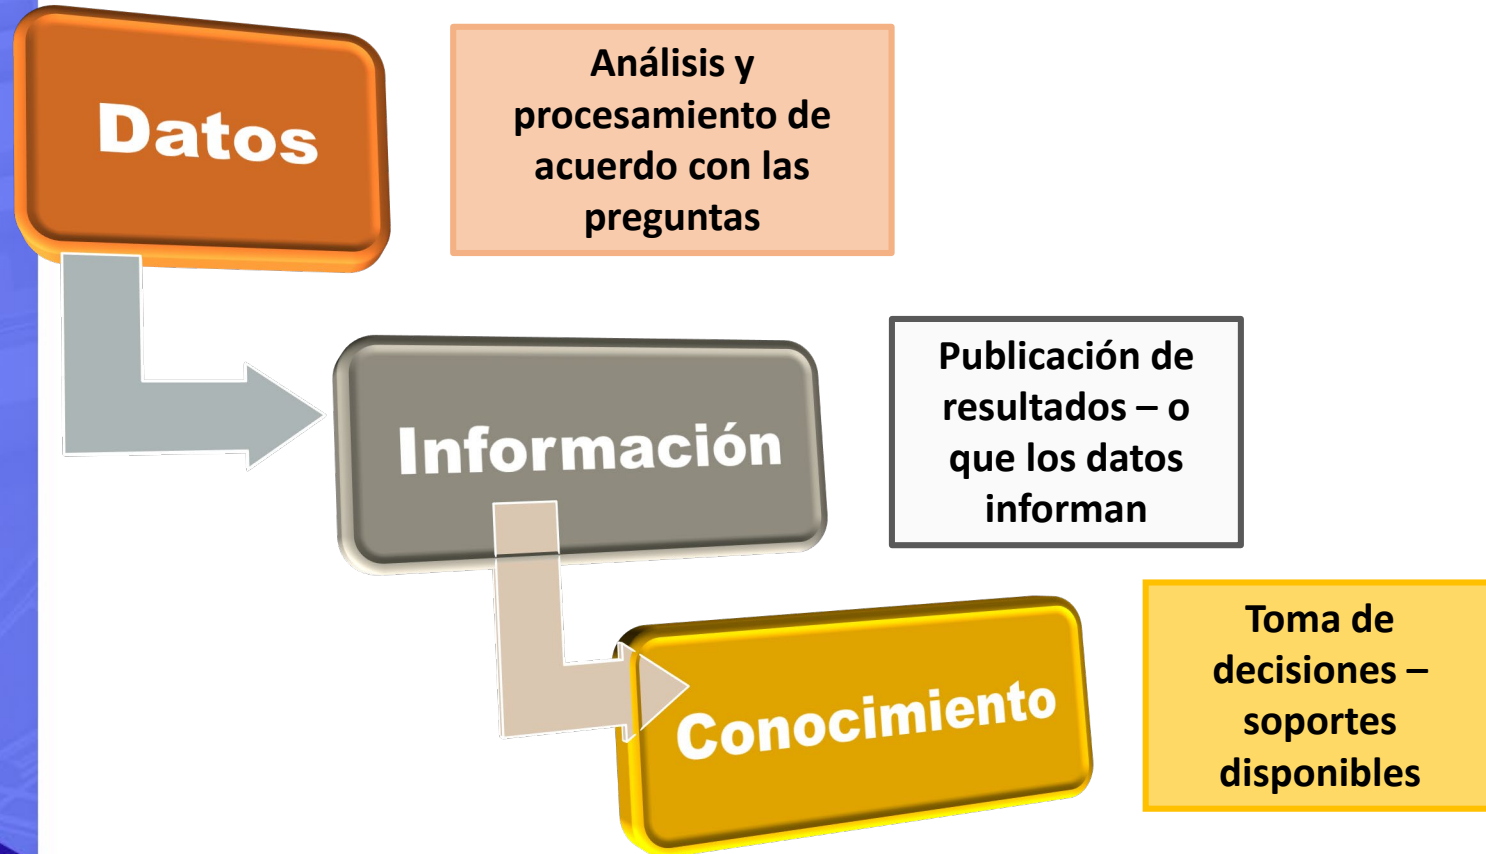 Datos
Análisis y
procesamiento de
acuerdo con las
preguntas
Información
Publicación de
resultados – o
que los datos
informan
Conocimiento
Toma de
decisiones –
soportes
disponibles